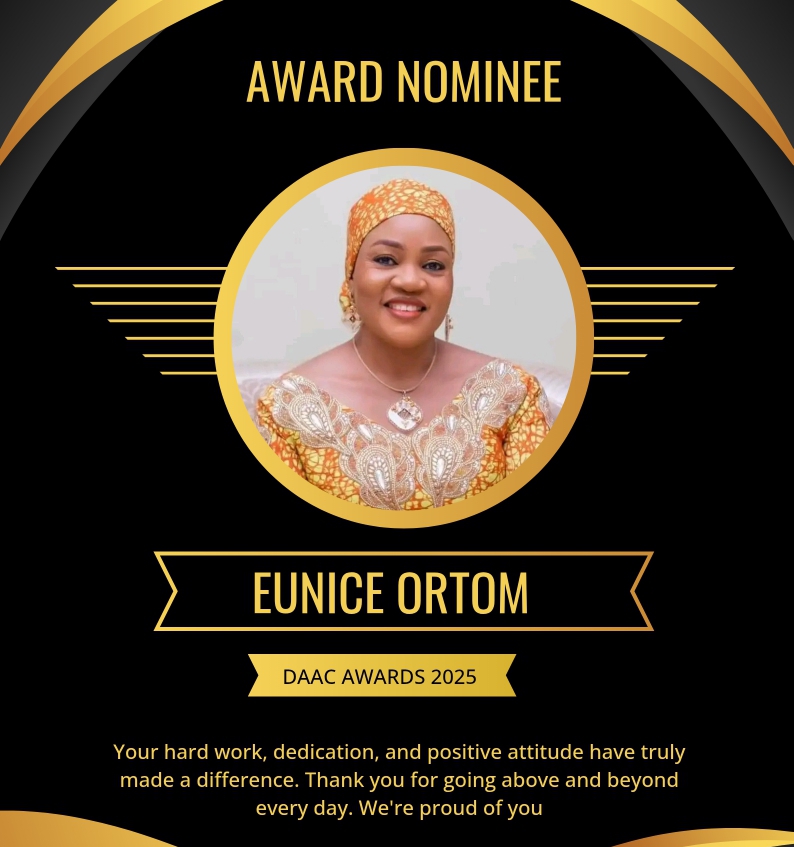 AWARD NOMINEE
EUNICE ORTOM
DAAC AWARDS 2025
Your hard work, dedication, and positive attitude have truly
made a difference. Thank you for going above and beyond
every day. We're proud of you